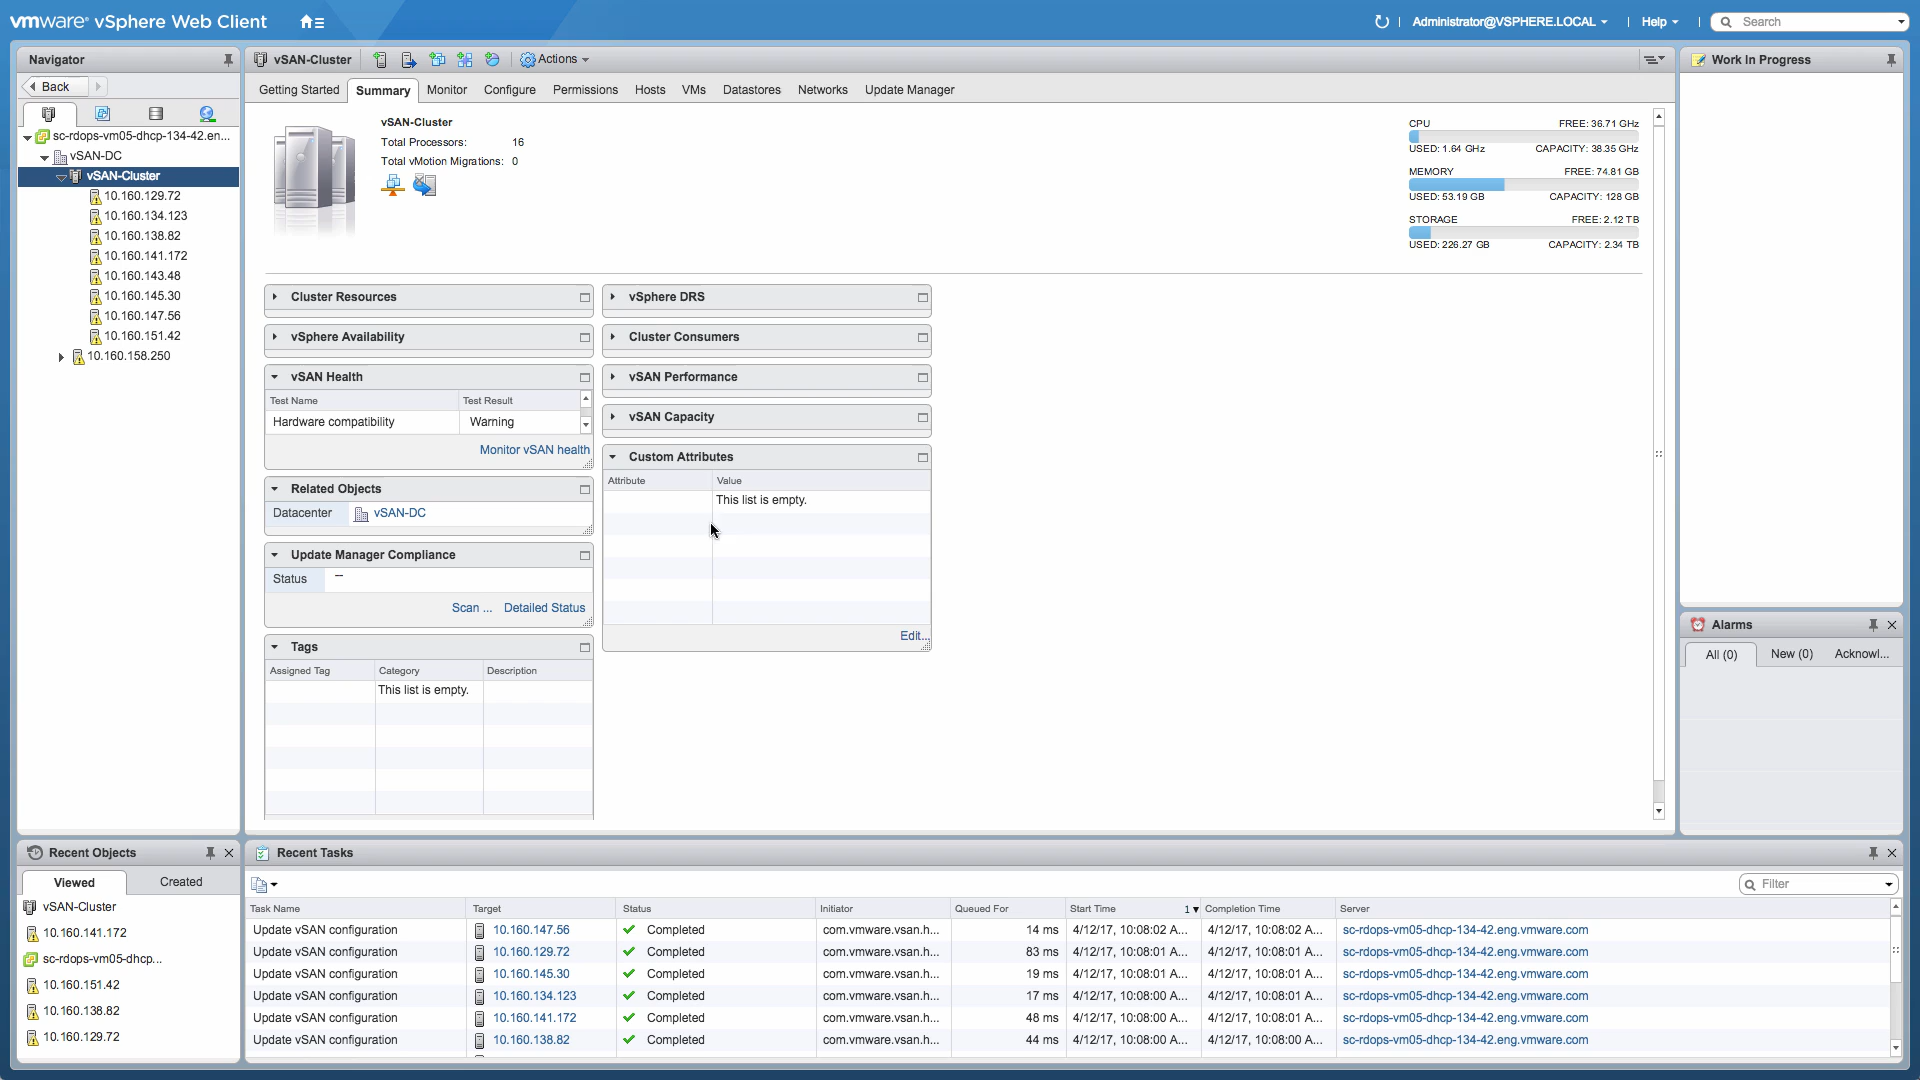 vmware® vSphere Web Client
Administrator@VSPHERE.LOCAL
Help
Search
Navigator
Back
sc-rdops-vm05-dhcp-134-42.en...
vSAN-DC
vSAN-Cluster
10.160.129.72
10.160.134.123
10.160.138.82
10.160.141.172
10.160.143.48
10.160.145.30
10.160.147.56
10.160.151.42
10.160.158.250
vSAN-Cluster
Actions
Getting Started
Summary
Monitor
Configure
Permissions
Hosts
VMs
Datastores
Networks
Update Manager
vSAN-Cluster
Total Processors: 16
Total vMotion Migrations: 0
CPU FREE: 36.71 GHz
USED: 1.64 GHz CAPACITY: 38.35 GHz
MEMORY FREE: 74.81 GB
USED: 53.19 GB CAPACITY: 128 GB
STORAGE FREE: 2.12 TB
USED: 226.27 GB CAPACITY: 2.34 TB
Cluster Resources
vSphere Availability
vSAN Health
Test Name Test Result
Hardware compatibility Warning
Monitor vSAN health
Related Objects
Datacenter vSAN-DC
Update Manager Compliance
Status —
Scan ... Detailed Status
Tags
Assigned Tag Category Description
This list is empty.
vSphere DRS
Cluster Consumers
vSAN Performance
vSAN Capacity
Custom Attributes
Attribute Value
This list is empty.
Edit...
Work In Progress
Alarms
All (0) New (0) Acknowl...
Recent Objects
Viewed Created
vSAN-Cluster
10.160.141.172
sc-rdops-vm05-dhcp...
10.160.151.42
10.160.138.82
10.160.129.72
Recent Tasks
Filter
Task Name Target Status Initiator Queued For Start Time 1 Completion Time Server
Update vSAN configuration 10.160.147.56 Completed com.vmware.vsan.h... 14 ms 4/12/17, 10:08:02 A... 4/12/17, 10:08:02 A... sc-rdops-vm05-dhcp-134-42.eng.vmware.com
Update vSAN configuration 10.160.129.72 Completed com.vmware.vsan.h... 83 ms 4/12/17, 10:08:01 A... 4/12/17, 10:08:01 A... sc-rdops-vm05-dhcp-134-42.eng.vmware.com
Update vSAN configuration 10.160.145.30 Completed com.vmware.vsan.h... 19 ms 4/12/17, 10:08:01 A... 4/12/17, 10:08:01 A... sc-rdops-vm05-dhcp-134-42.eng.vmware.com
Update vSAN configuration 10.160.134.123 Completed com.vmware.vsan.h... 17 ms 4/12/17, 10:08:00 A... 4/12/17, 10:08:01 A... sc-rdops-vm05-dhcp-134-42.eng.vmware.com
Update vSAN configuration 10.160.141.172 Completed com.vmware.vsan.h... 48 ms 4/12/17, 10:08:00 A... 4/12/17, 10:08:01 A... sc-rdops-vm05-dhcp-134-42.eng.vmware.com
Update vSAN configuration 10.160.138.82 Completed com.vmware.vsan.h... 44 ms 4/12/17, 10:08:00 A... 4/12/17, 10:08:00 A... sc-rdops-vm05-dhcp-134-42.eng.vmware.com